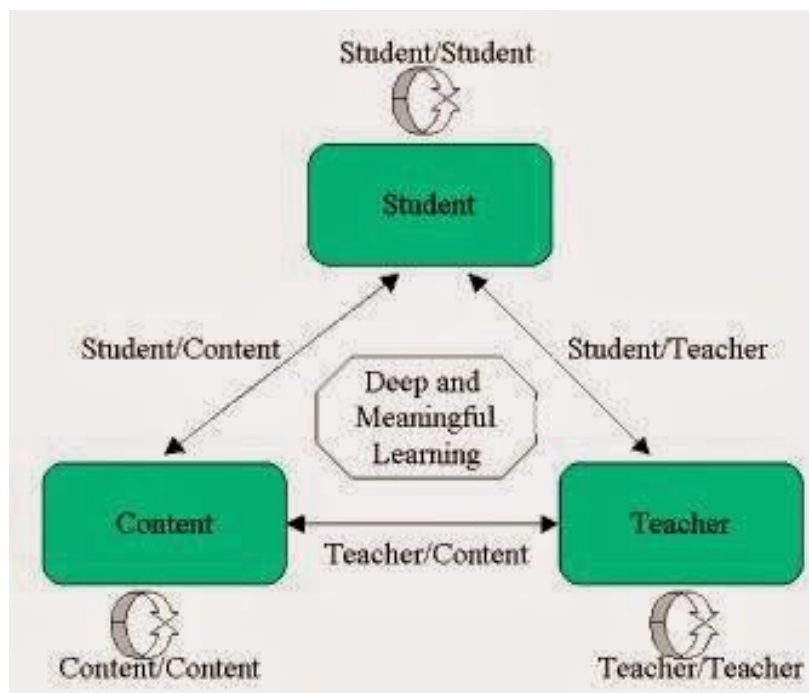 Student/Student
Student
Student/Content
Student/Teacher
Deep and
Meaningful
Learning
Content
Teacher
Teacher/Content
Content/Content
Teacher/Teacher